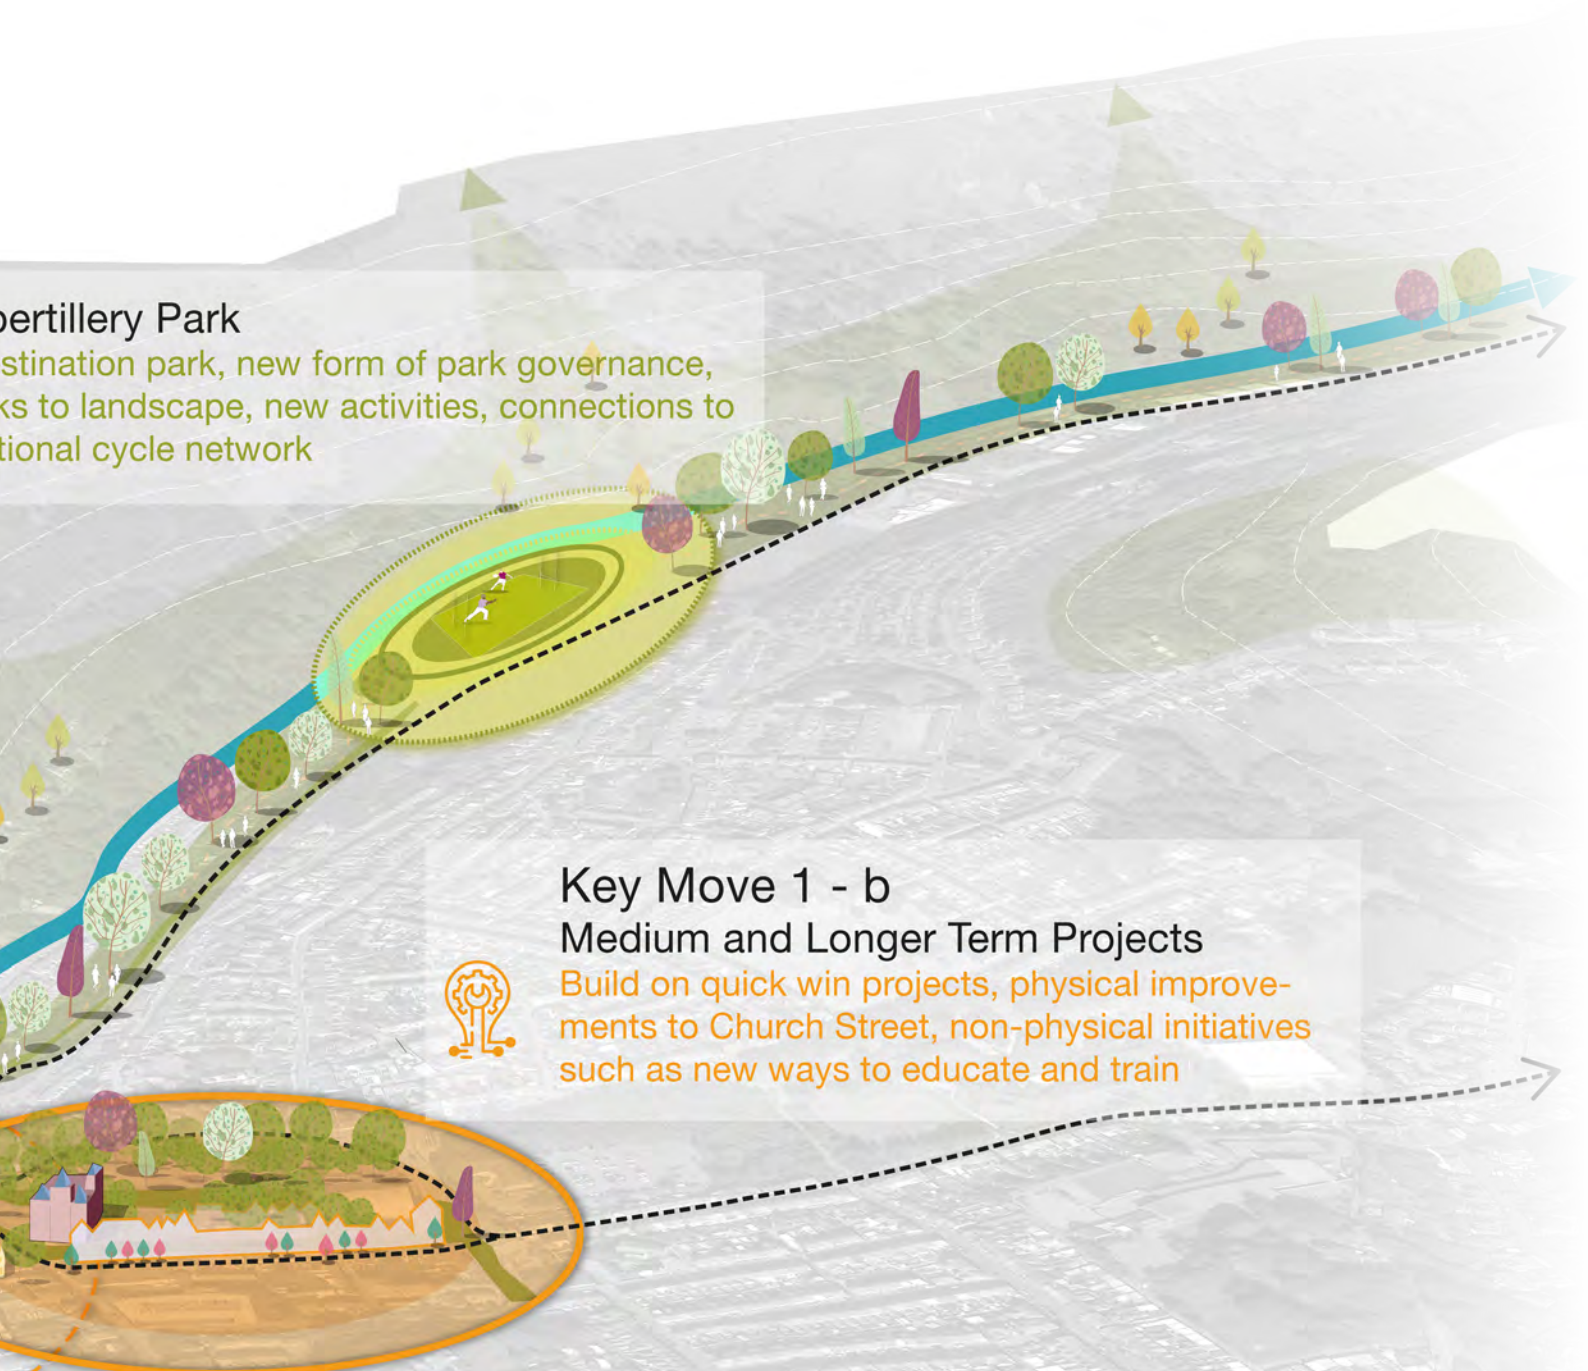 bertillery Park
stination park, new form of park governance,
ks to landscape, new activities, connections to
tional cycle network
Key Move 1 - b
Medium and Longer Term Projects
Build on quick win projects, physical improve-
ments to Church Street, non-physical initiatives
such as new ways to educate and train